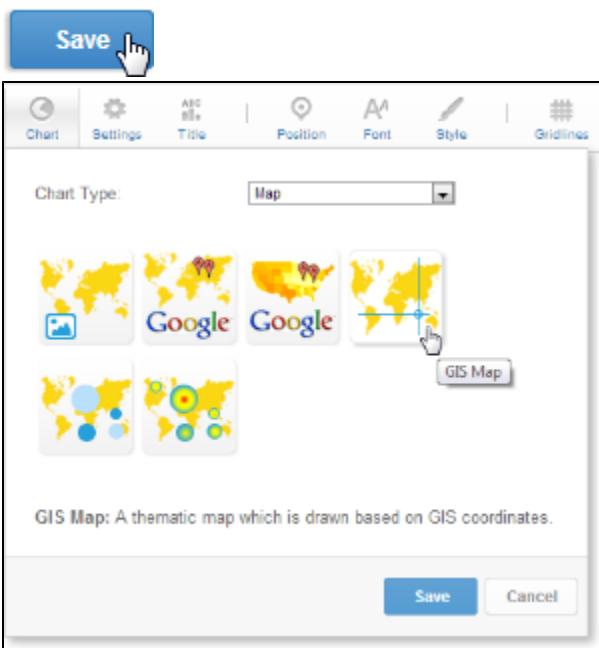 Save
Chart Settings ABC Title Position A Font Style Gridlines
Chart Type: Map
Google Google
GIS Map
GIS Map: A thematic map which is drawn based on GIS coordinates.
Save Cancel